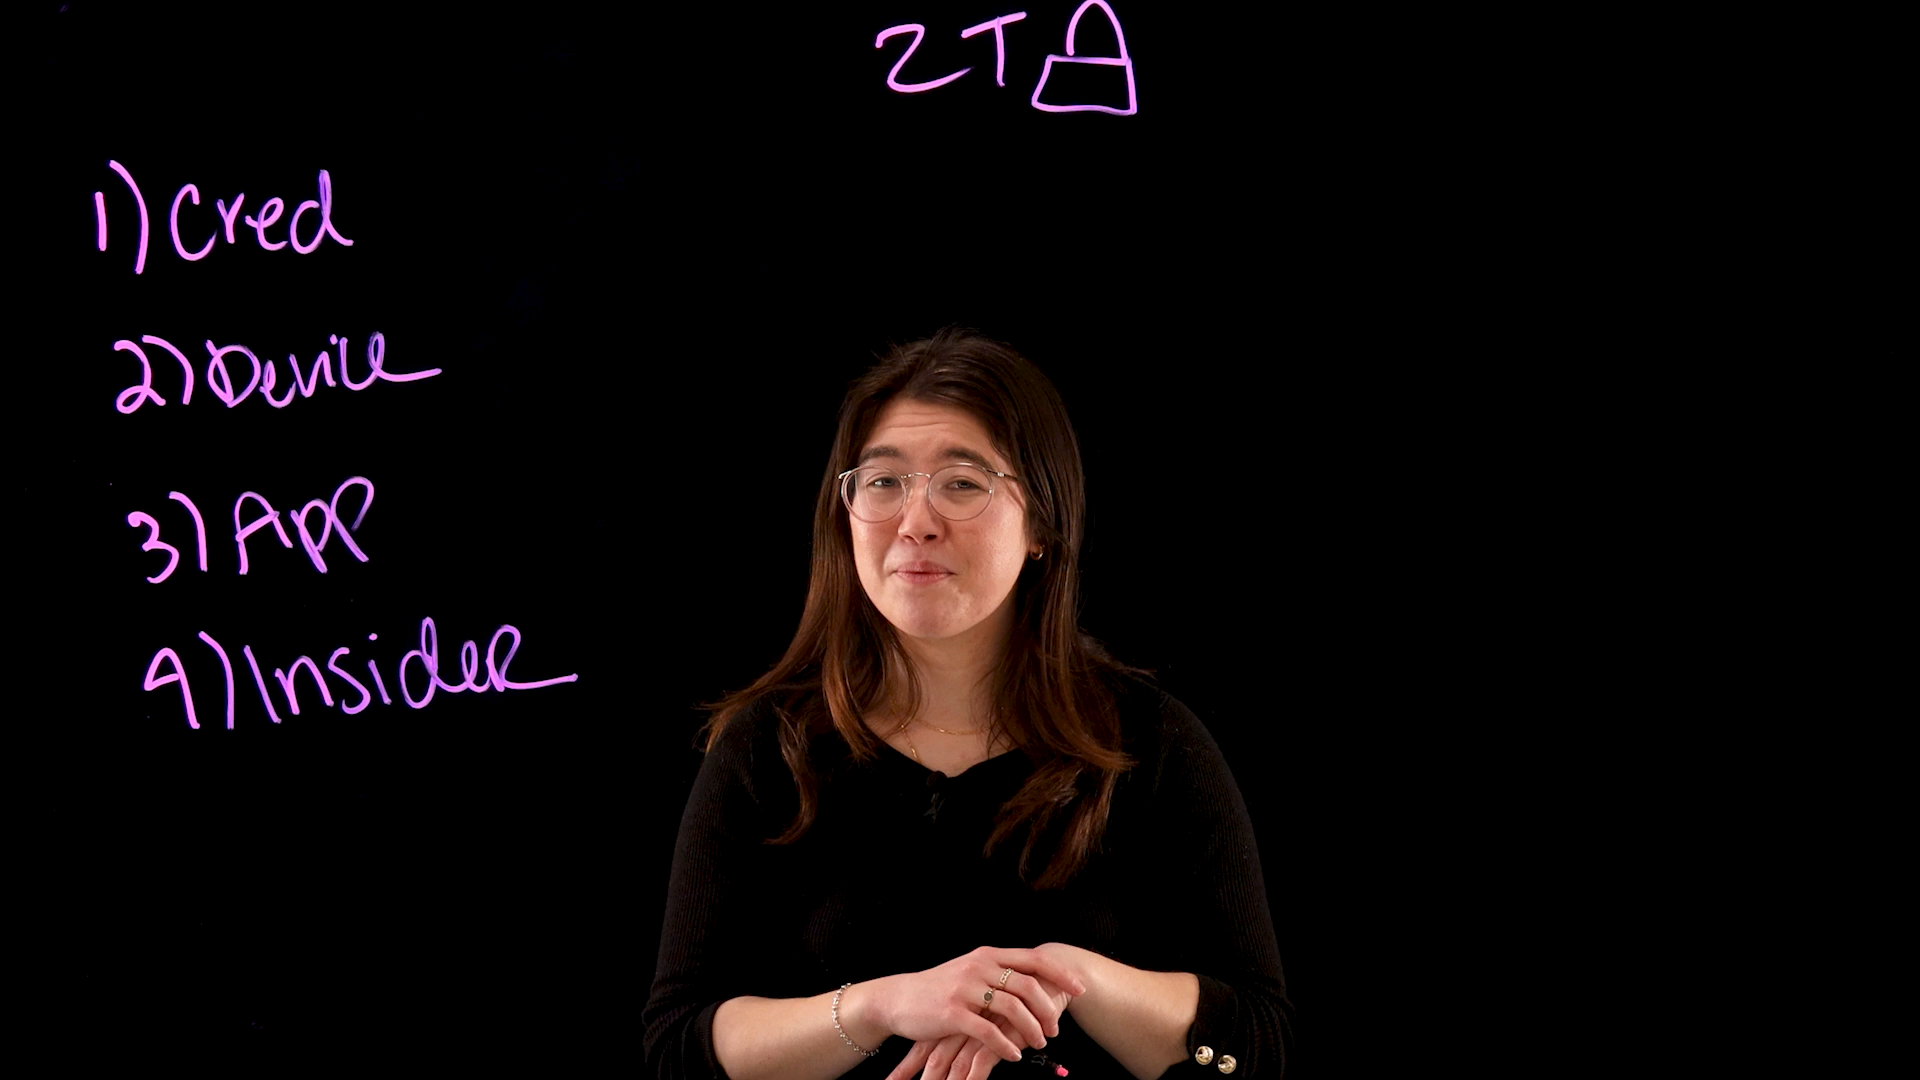 ZT
1) Cred
2) Device
3) App
4) Insider